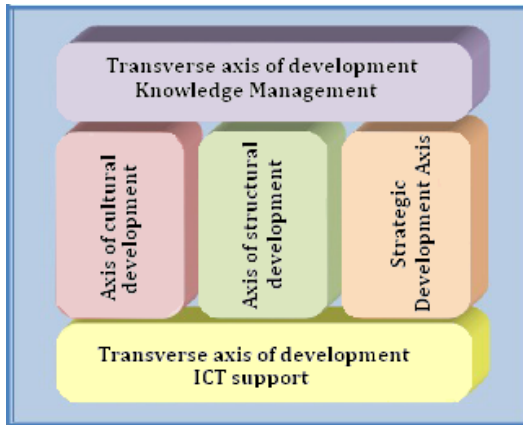 Transverse axis of development
Knowledge Management
Axis of cultural
development
Axis of structural
development
Strategic
Development Axis
Transverse axis of development
ICT support